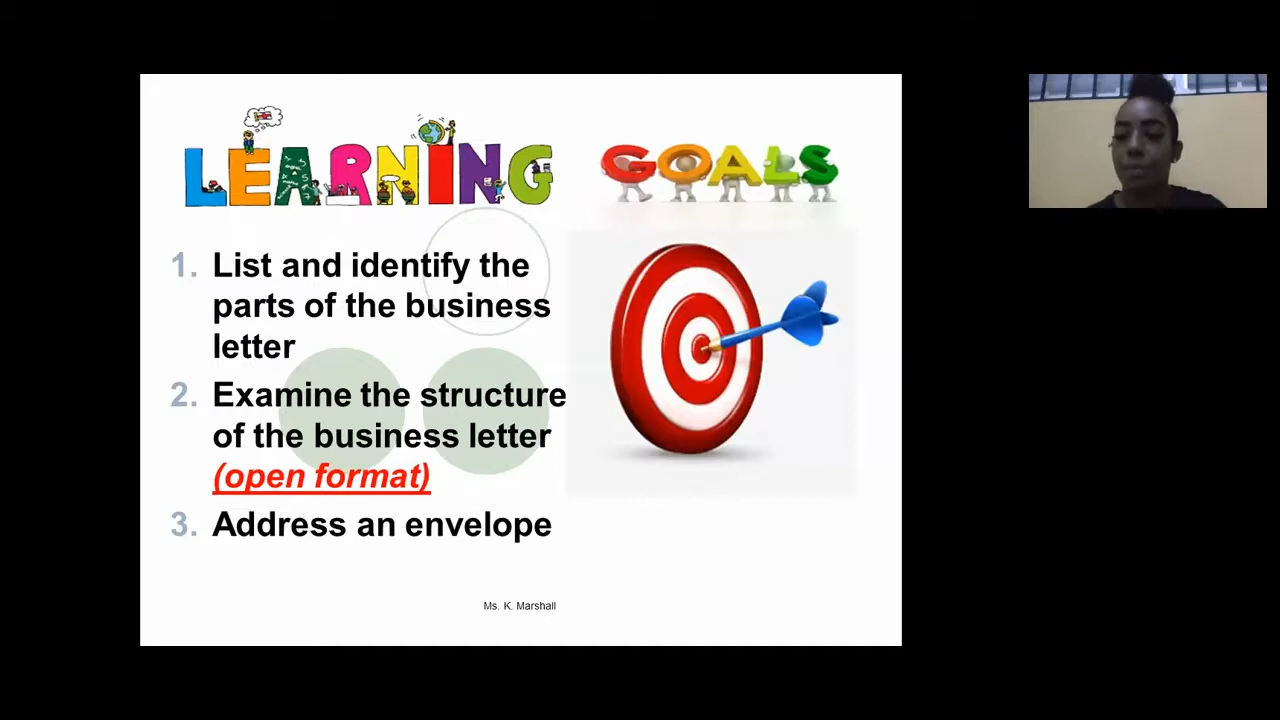 LEARNING GOALS
1. List and identify the
parts of the business
letter
2. Examine the structure
of the business letter
(open format)
3. Address an envelope
Ms. K. Marshall